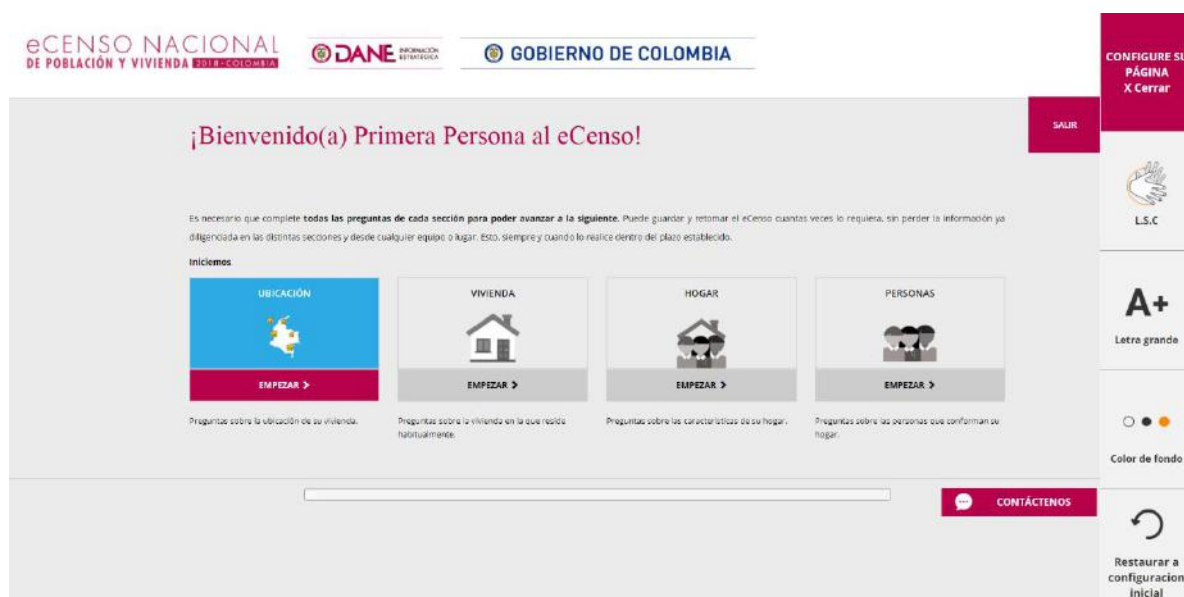 eCENSO NACIONAL
DE POBLACIÓN Y VIVIENDA 2018-COLOMBIA
DANE INFORMACIÓN
ESTRATÉGICA
GOBIERNO DE COLOMBIA
CONFIGURE SU
PÁGINA
X Cerrar
SALIR
¡Bienvenido(a) Primera Persona al eCenso!
Es necesario que complete todas las preguntas de cada sección para poder avanzar a la siguiente. Puede guardar y retomar el eCenso cuantas veces lo requiera, sin perder la información ya
diligenciada en las distintas secciones y desde cualquier equipo o lugar. Esto, siempre y cuando lo realice dentro del plazo establecido.
Iniciemos
UBICACIÓN
VIVIENDA
HOGAR
PERSONAS
EMPEZAR >
EMPEZAR >
EMPEZAR >
EMPEZAR >
Preguntas sobre la ubicación de su vivienda.
Preguntas sobre la vivienda en la que reside
habitualmente.
Preguntas sobre las características de su hogar.
Preguntas sobre las personas que conforman su
hogar.
CONTÁCTENOS
L.S.C
A+
Letra grande
Color de fondo
Restaurar a
configuracion
inicial